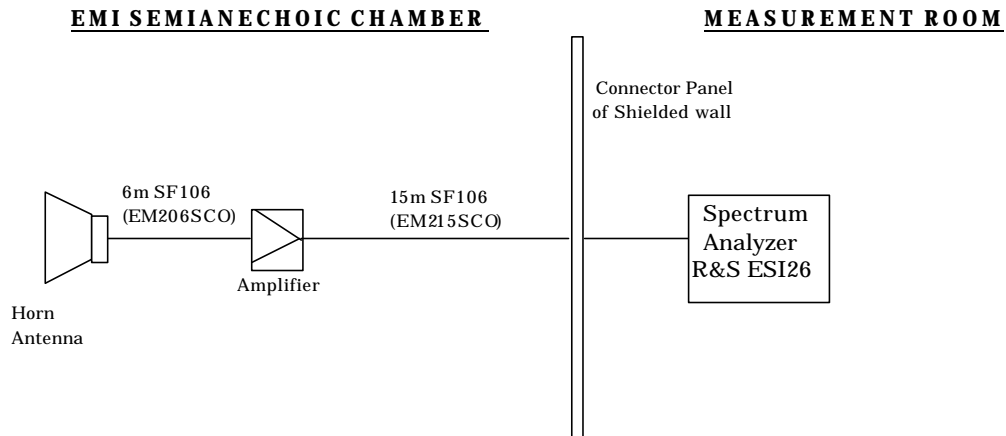 EMI SEMIANECHOIC CHAMBER
MEASUREMENT ROOM
Connector Panel
of Shielded wall
6m SF106
(EM206SCO)
15m SF106
(EM215SCO)
Spectrum
Analyzer
R&S ESI26
Amplifier
Horn
Antenna